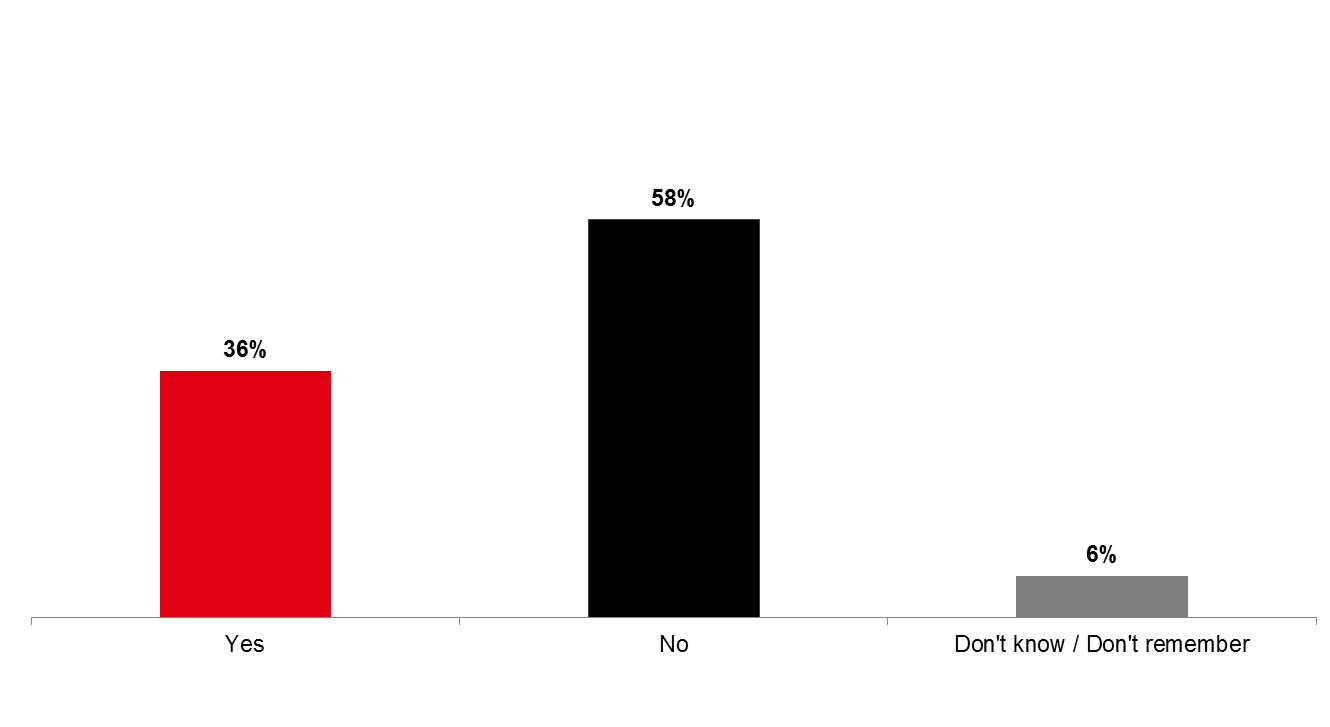 58%
36%
6%
Yes
No
Don't know / Don't remember